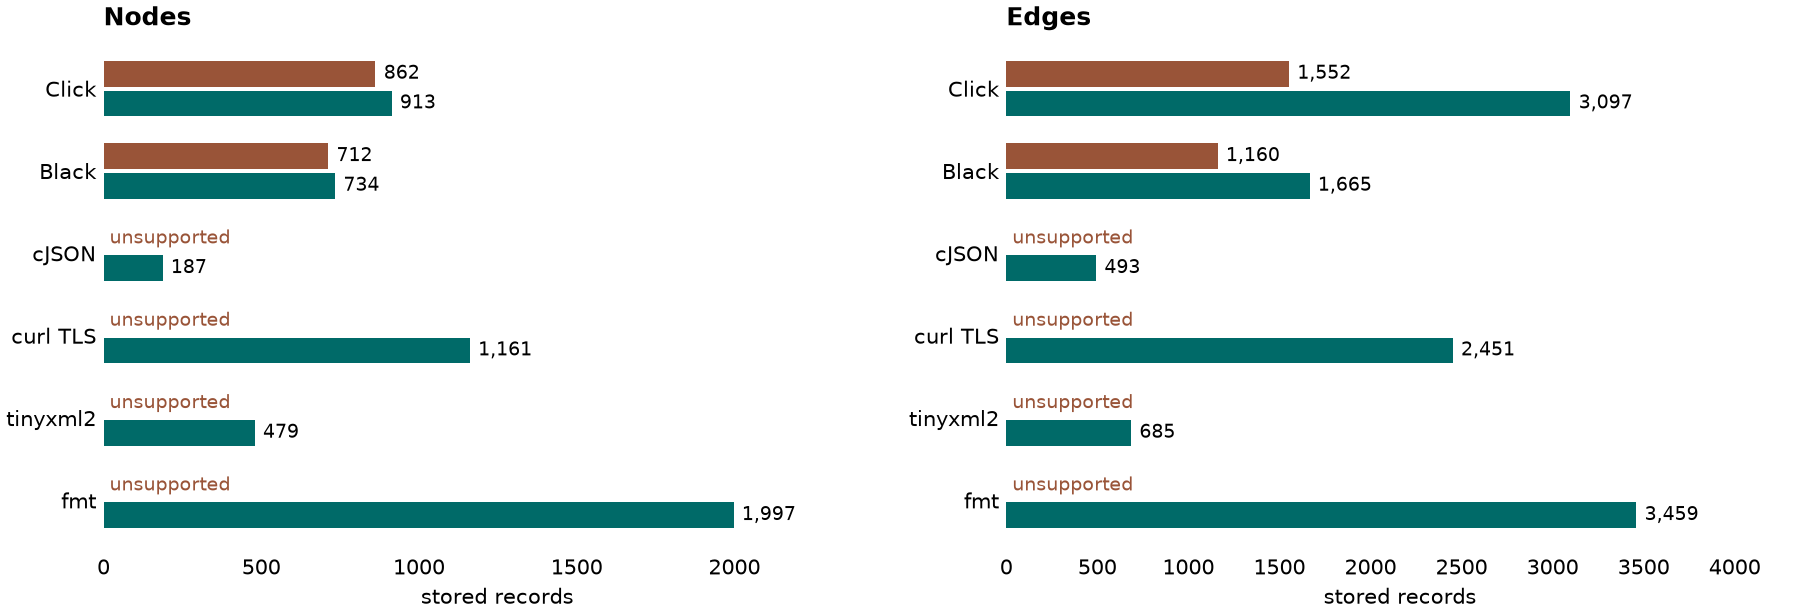 Nodes
Click
862
913
Black
712
734
cJSON
unsupported
187
curl TLS
unsupported
1,161
tinyxml2
unsupported
479
fmt
unsupported
1,997
0 500 1000 1500 2000
stored records
Edges
Click
1,552
3,097
Black
1,160
1,665
cJSON
unsupported
493
curl TLS
unsupported
2,451
tinyxml2
unsupported
685
fmt
unsupported
3,459
0 500 1000 1500 2000 2500 3000 3500 4000
stored records